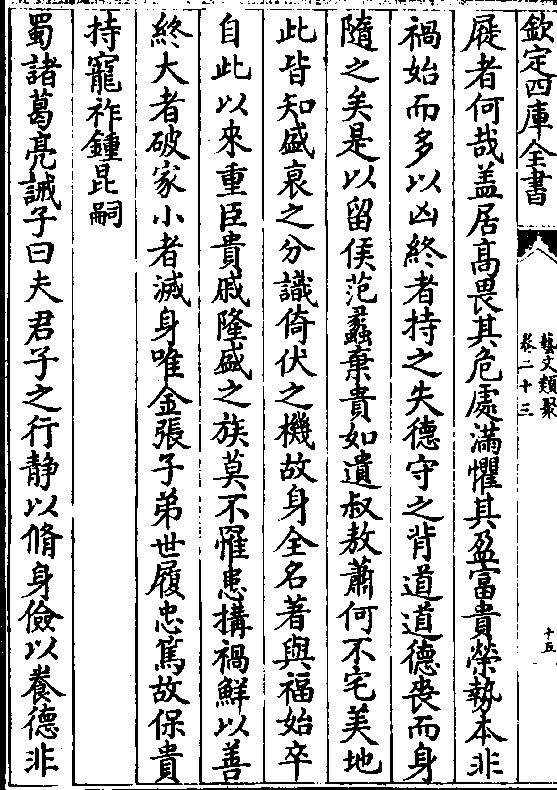 欽定四庫全書
藝文類聚
卷二十三
十五
屣者何哉盖居髙畏其危處滿懼其盈富貴榮勢本非
禍始而多以凶終者持之失德守之背道道德喪而身
隨之矣是以留侯范蠡棄貴如遺叔敖蕭何不宅美地
此皆知盛衰之分識倚伏之機故身全名著與福始卒
自此以來重臣貴戚隆盛之族莫不罹患搆禍鮮以善
終大者破家小者滅身唯金張子弟世履忠篤故保貴
持寵祚鍾昆嗣
蜀諸葛亮誡子曰夫君子之行静以脩身儉以養德非